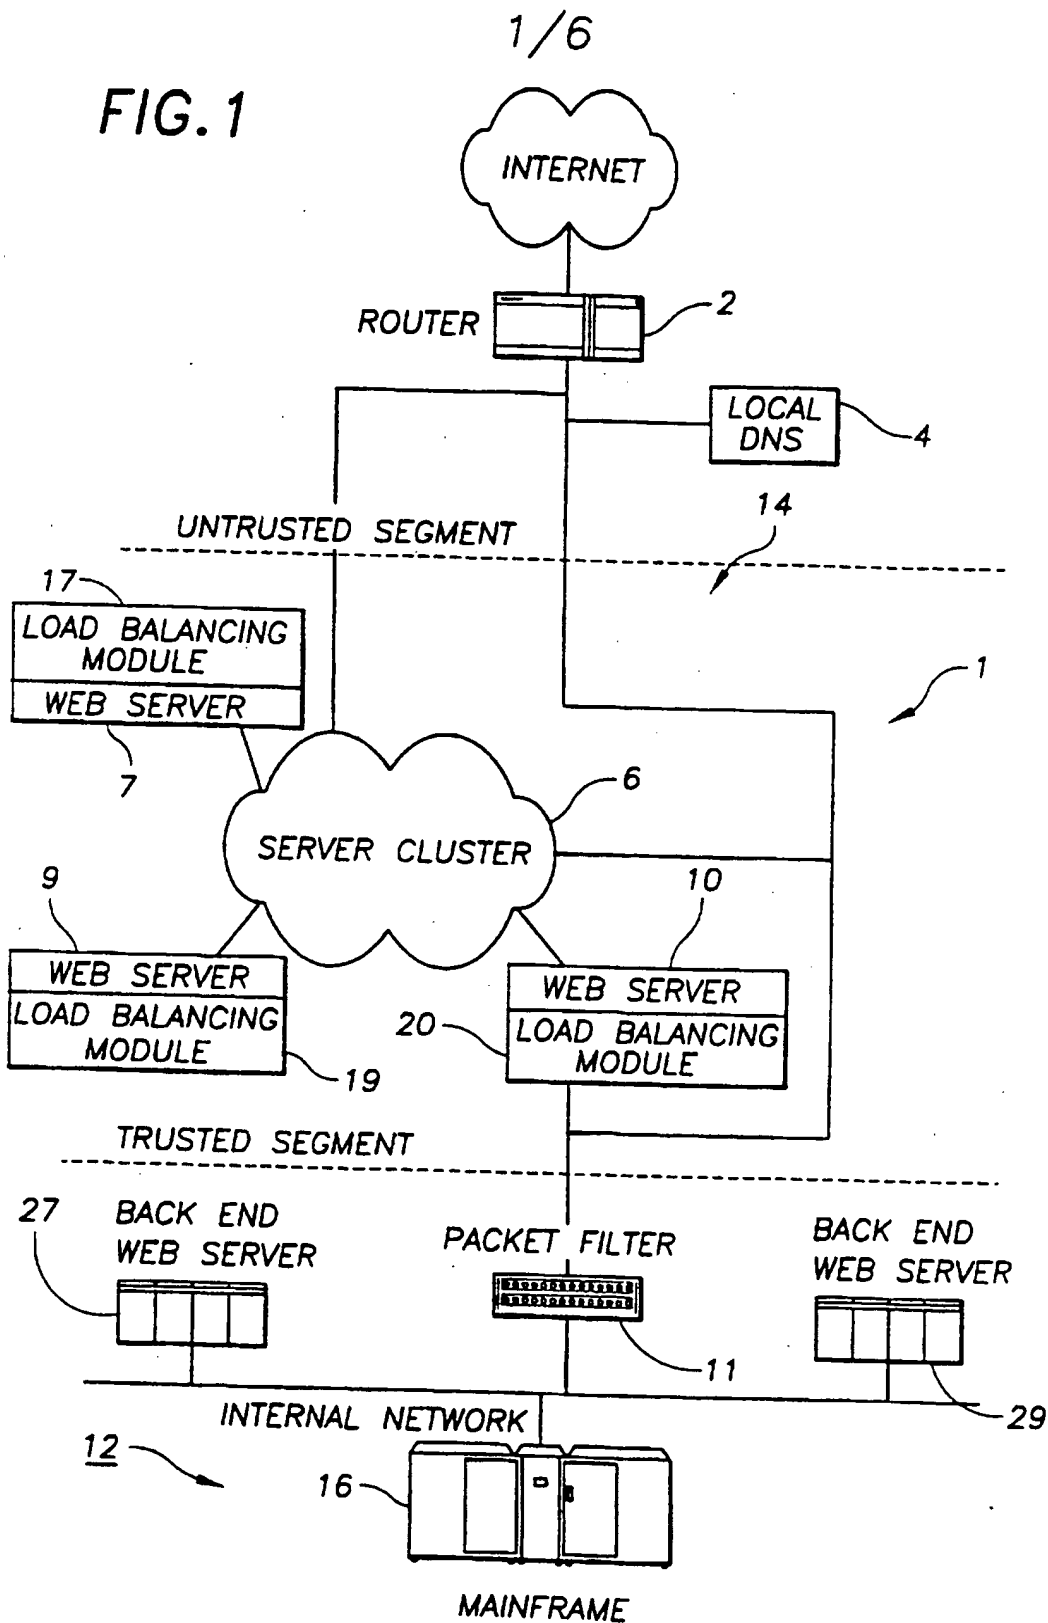 1/6
FIG. 1
INTERNET
ROUTER
2
LOCAL
DNS
4
14
UNTRUSTED SEGMENT
17
LOAD BALANCING
MODULE
WEB SERVER
7
1
6
SERVER CLUSTER
9
10
WEB SERVER
LOAD BALANCING
MODULE
19
WEB SERVER
20
LOAD BALANCING
MODULE
TRUSTED SEGMENT
27
BACK END
WEB SERVER
PACKET FILTER
BACK END
WEB SERVER
11
29
INTERNAL NETWORK
12
16
MAINFRAME